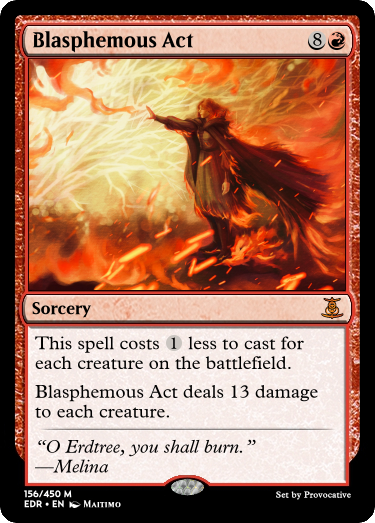 Blasphemous Act 8
Sorcery
This spell costs 1 less to cast for
each creature on the battlefield.
Blasphemous Act deals 13 damage
to each creature.
“O Erdtree, you shall burn.”
—Melina
156/450 M
EDR • EN Maitimo
Set by Provocative